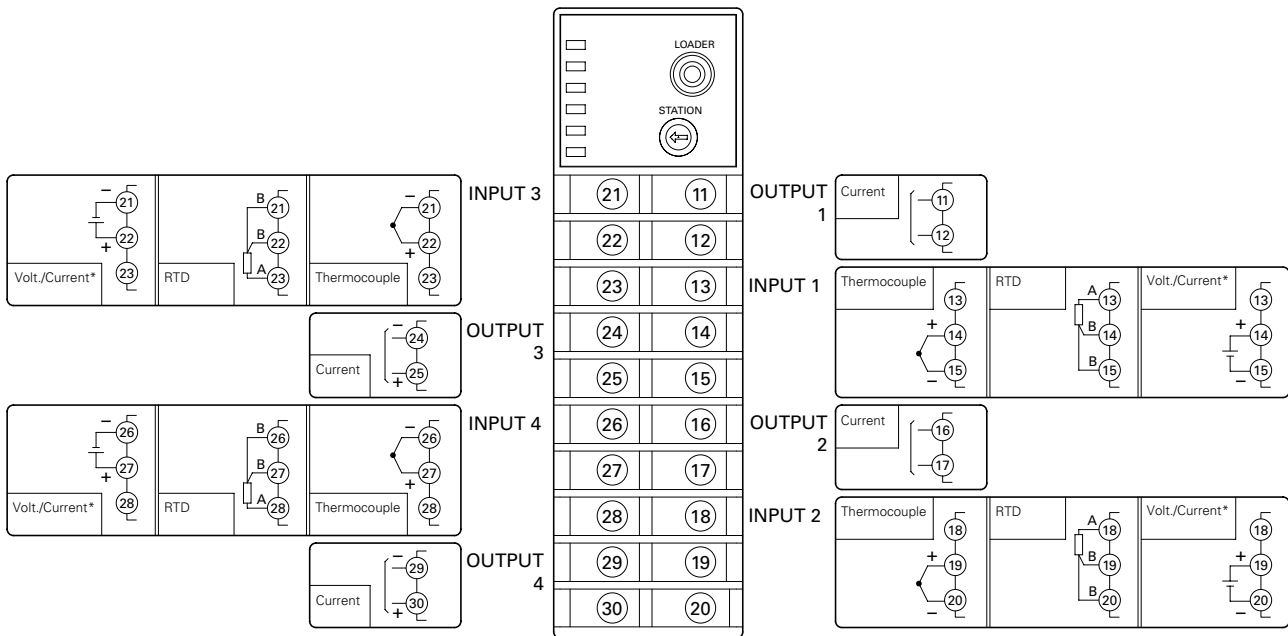 LOADER
STATION
INPUT 3
− 21
22 +
23
Volt./Current*
B 21
B 22
A 23
RTD
− 21
22 +
23
Thermocouple
OUTPUT 3
− 24
+ 25
Current
INPUT 4
− 26
27 +
28
Volt./Current*
B 26
B 27
A 28
RTD
− 26
27 +
28
Thermocouple
OUTPUT 4
− 29
+ 30
Current
21 11
22 12
23 13
24 14
25 15
26 16
27 17
28 18
29 19
30 20
OUTPUT 1
Current
11
12
INPUT 1
Thermocouple
13
+ 14
− 15
RTD
A 13
B 14
B 15
Volt./Current*
13
+ 14
− 15
OUTPUT 2
Current
16
17
INPUT 2
Thermocouple
18
+ 19
− 20
RTD
A 18
B 19
B 20
Volt./Current*
18
+ 19
− 20